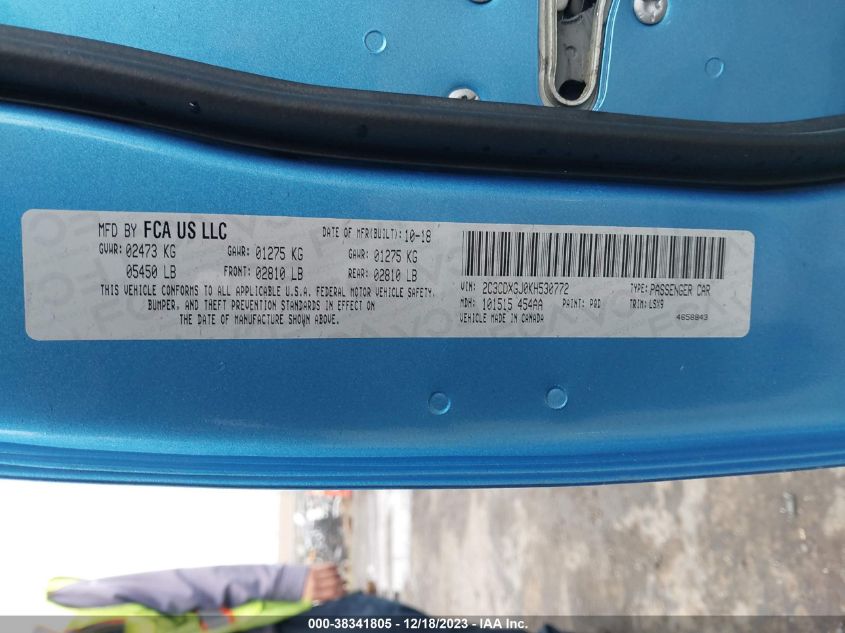 MFD BY FCA US LLC
DATE OF MFR(BUILT): 10-18
GVWR: 02473 KG
GAWR: 01275 KG
GAWR: 01275 KG
05450 LB
FRONT: 02810 LB
REAR: 02810 LB
THIS VEHICLE CONFORMS TO ALL APPLICABLE U.S.A. FEDERAL MOTOR VEHICLE SAFETY,
BUMPER, AND THEFT PREVENTION STANDARDS IN EFFECT ON
THE DATE OF MANUFACTURE SHOWN ABOVE.
VIN: 2C3CDXGJ0KH530772
TYPE: PASSENGER CAR
MDH: 101515 454AA
PAINT: PQD
TRIM: LSX9
VEHICLE MADE IN CANADA
4658843
000-38341805 - 12/18/2023 - IAA Inc.